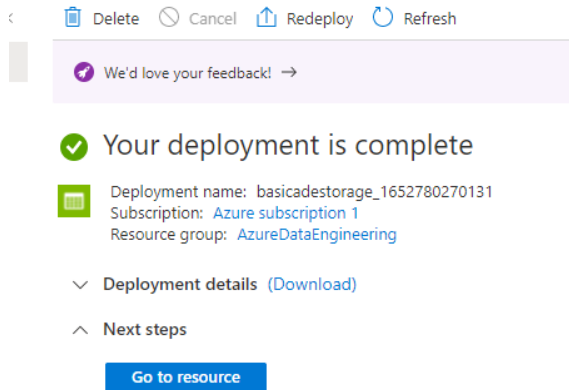 Delete Cancel Redeploy Refresh
We'd love your feedback! →
Your deployment is complete
Deployment name: basicadestorage_1652780270131
Subscription: Azure subscription 1
Resource group: AzureDataEngineering
Deployment details (Download)
Next steps
Go to resource